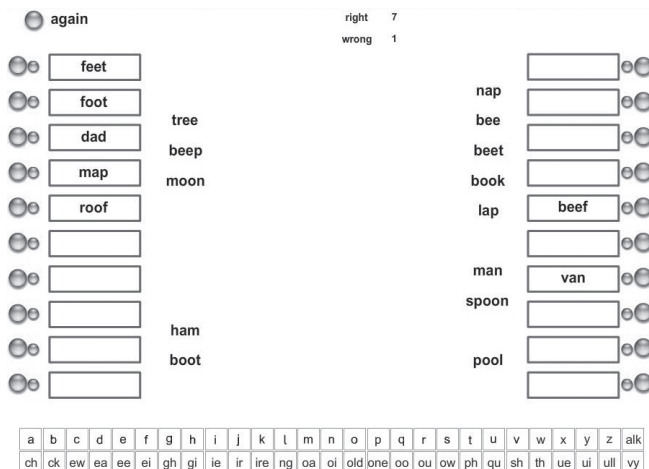 again
right 7
wrong 1
feet
foot
nap
tree
bee
dad
beep
beet
map
moon
book
roof
lap
beef
man
van
spoon
ham
boot
pool
a b c d e f g h i j k l m n o p q r s t u v w x y z alk
ch ck ew ea ee ei gh gi ie ir ire ng oa oi old one oo ou ow ph qu sh th ue ui ull vy